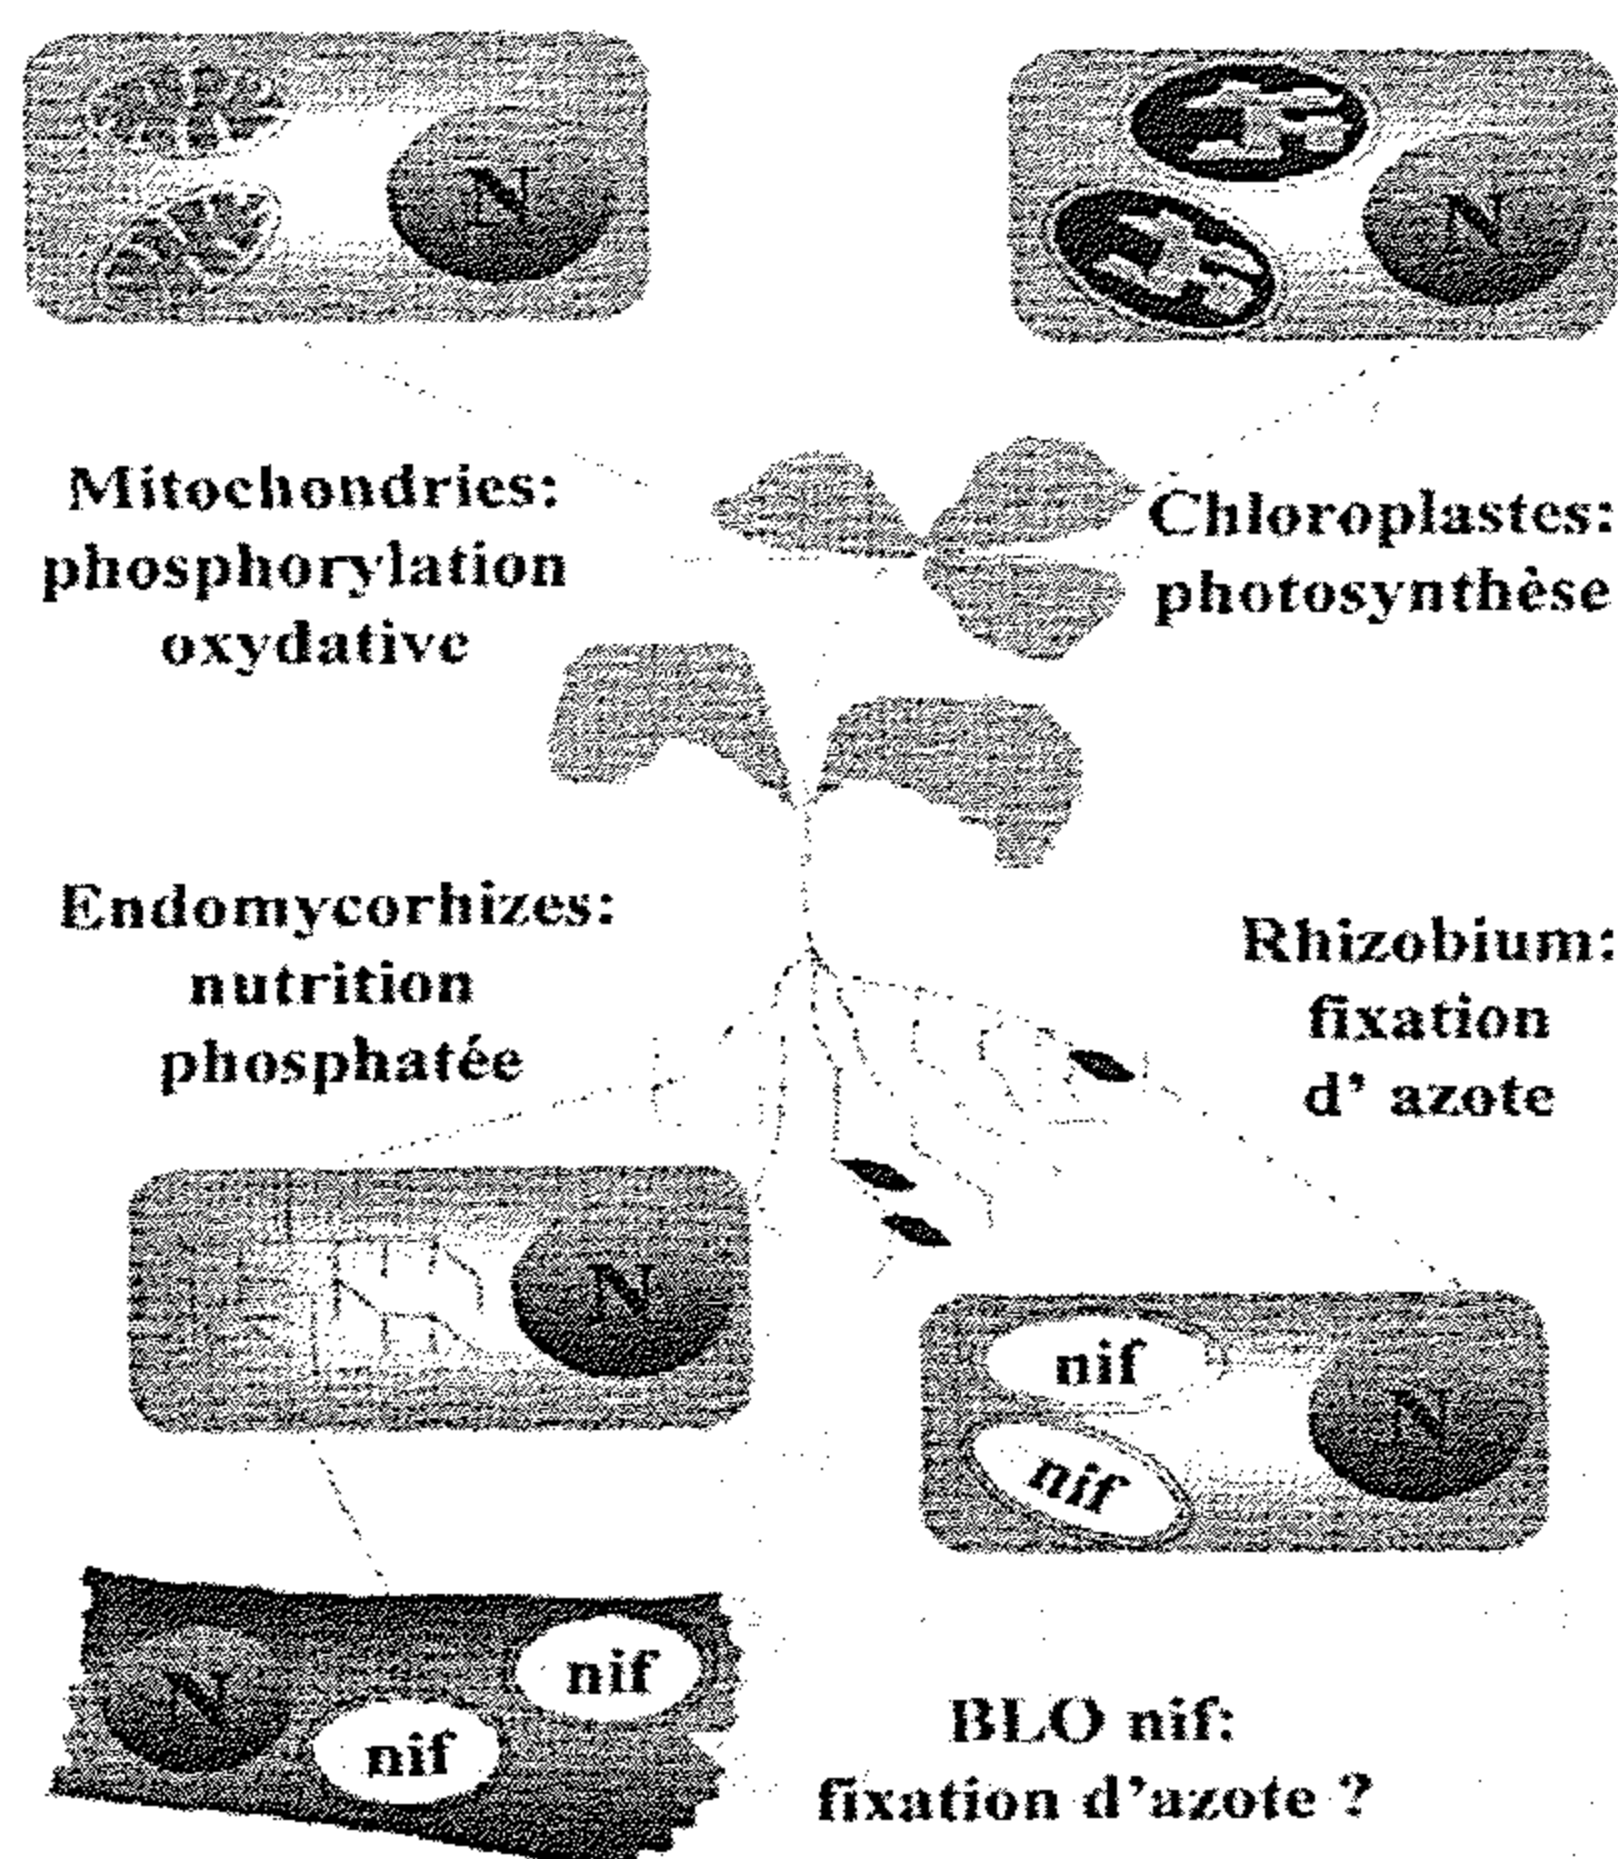 N
N
Mitochondries:
phosphorylation
oxydative
Chloroplastes:
photosynthèse
Endomycorhizes:
nutrition
phosphatée
Rhizobium:
fixation
d' azote
N
nif
nif
N
N
nif
nif
BLO nif:
fixation d'azote ?